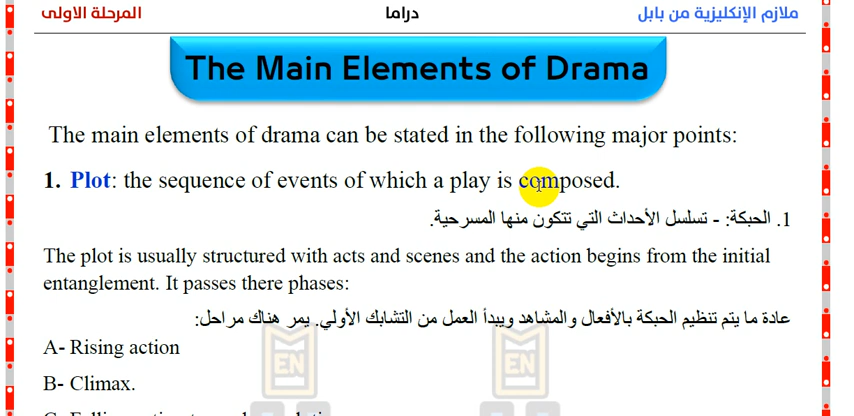 ملازم الإنكليزية من بابل دراما المرحلة الاولى
The Main Elements of Drama
The main elements of drama can be stated in the following major points:
1. Plot: the sequence of events of which a play is composed.
1. الحبكة: - تسلسل الأحداث التي تتكون منها المسرحية.
The plot is usually structured with acts and scenes and the action begins from the initial
entanglement. It passes there phases:
عادة ما يتم تنظيم الحبكة بالأفعال والمشاهد ويبدأ العمل من التشابك الأولي. يمر هناك مراحل:
A- Rising action
B- Climax.
EN EN